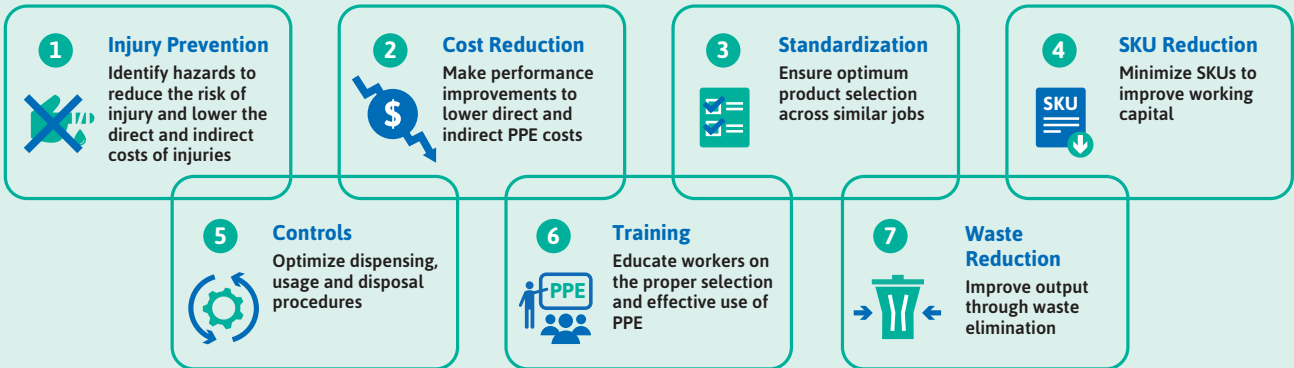 1
Injury Prevention
Identify hazards to
reduce the risk of
injury and lower the
direct and indirect
costs of injuries
2
$
Cost Reduction
Make performance
improvements to
lower direct and
indirect PPE costs
3
Standardization
Ensure optimum
product selection
across similar jobs
4
SKU
SKU Reduction
Minimize SKUs to
improve working
capital
5
Controls
Optimize dispensing,
usage and disposal
procedures
6
PPE
Training
Educate workers on
the proper selection
and effective use of
PPE
7
Waste
Reduction
Improve output
through waste
elimination